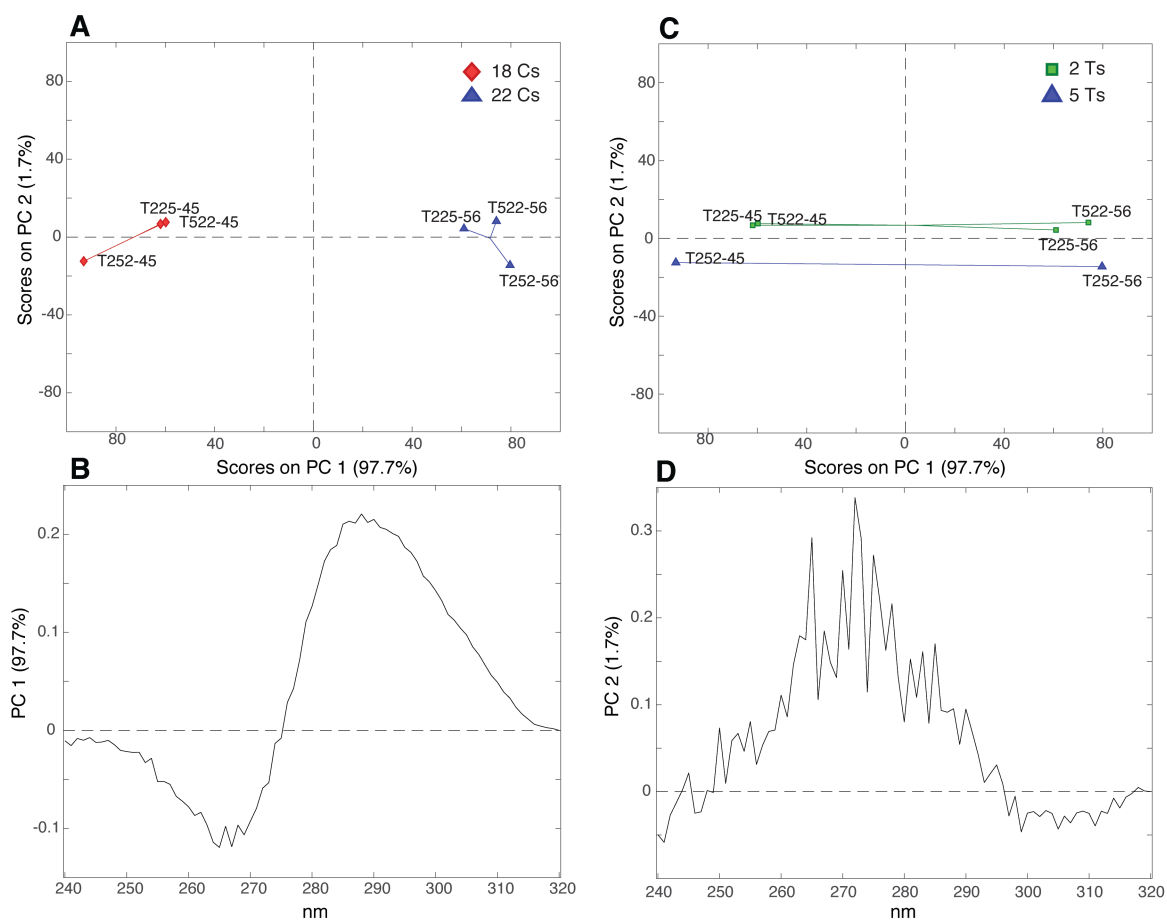 A
18 Cs
22 Cs
80
40
0
-40
-80
Scores on PC 2 (1.7%)
T225-45
T522-45
T252-45
T225-56
T522-56
T252-56
80
40
0
40
80
Scores on PC 1 (97.7%)
C
2 Ts
5 Ts
80
40
0
-40
-80
Scores on PC 2 (1.7%)
T225-45
T522-45
T252-45
T522-56
T225-56
T252-56
80
40
0
40
80
Scores on PC 1 (97.7%)
B
0.2
0.1
0
-0.1
PC 1 (97.7%)
240
250
260
270
280
290
300
310
320
nm
D
0.3
0.2
0.1
0
PC 2 (1.7%)
240
250
260
270
280
290
300
310
320
nm